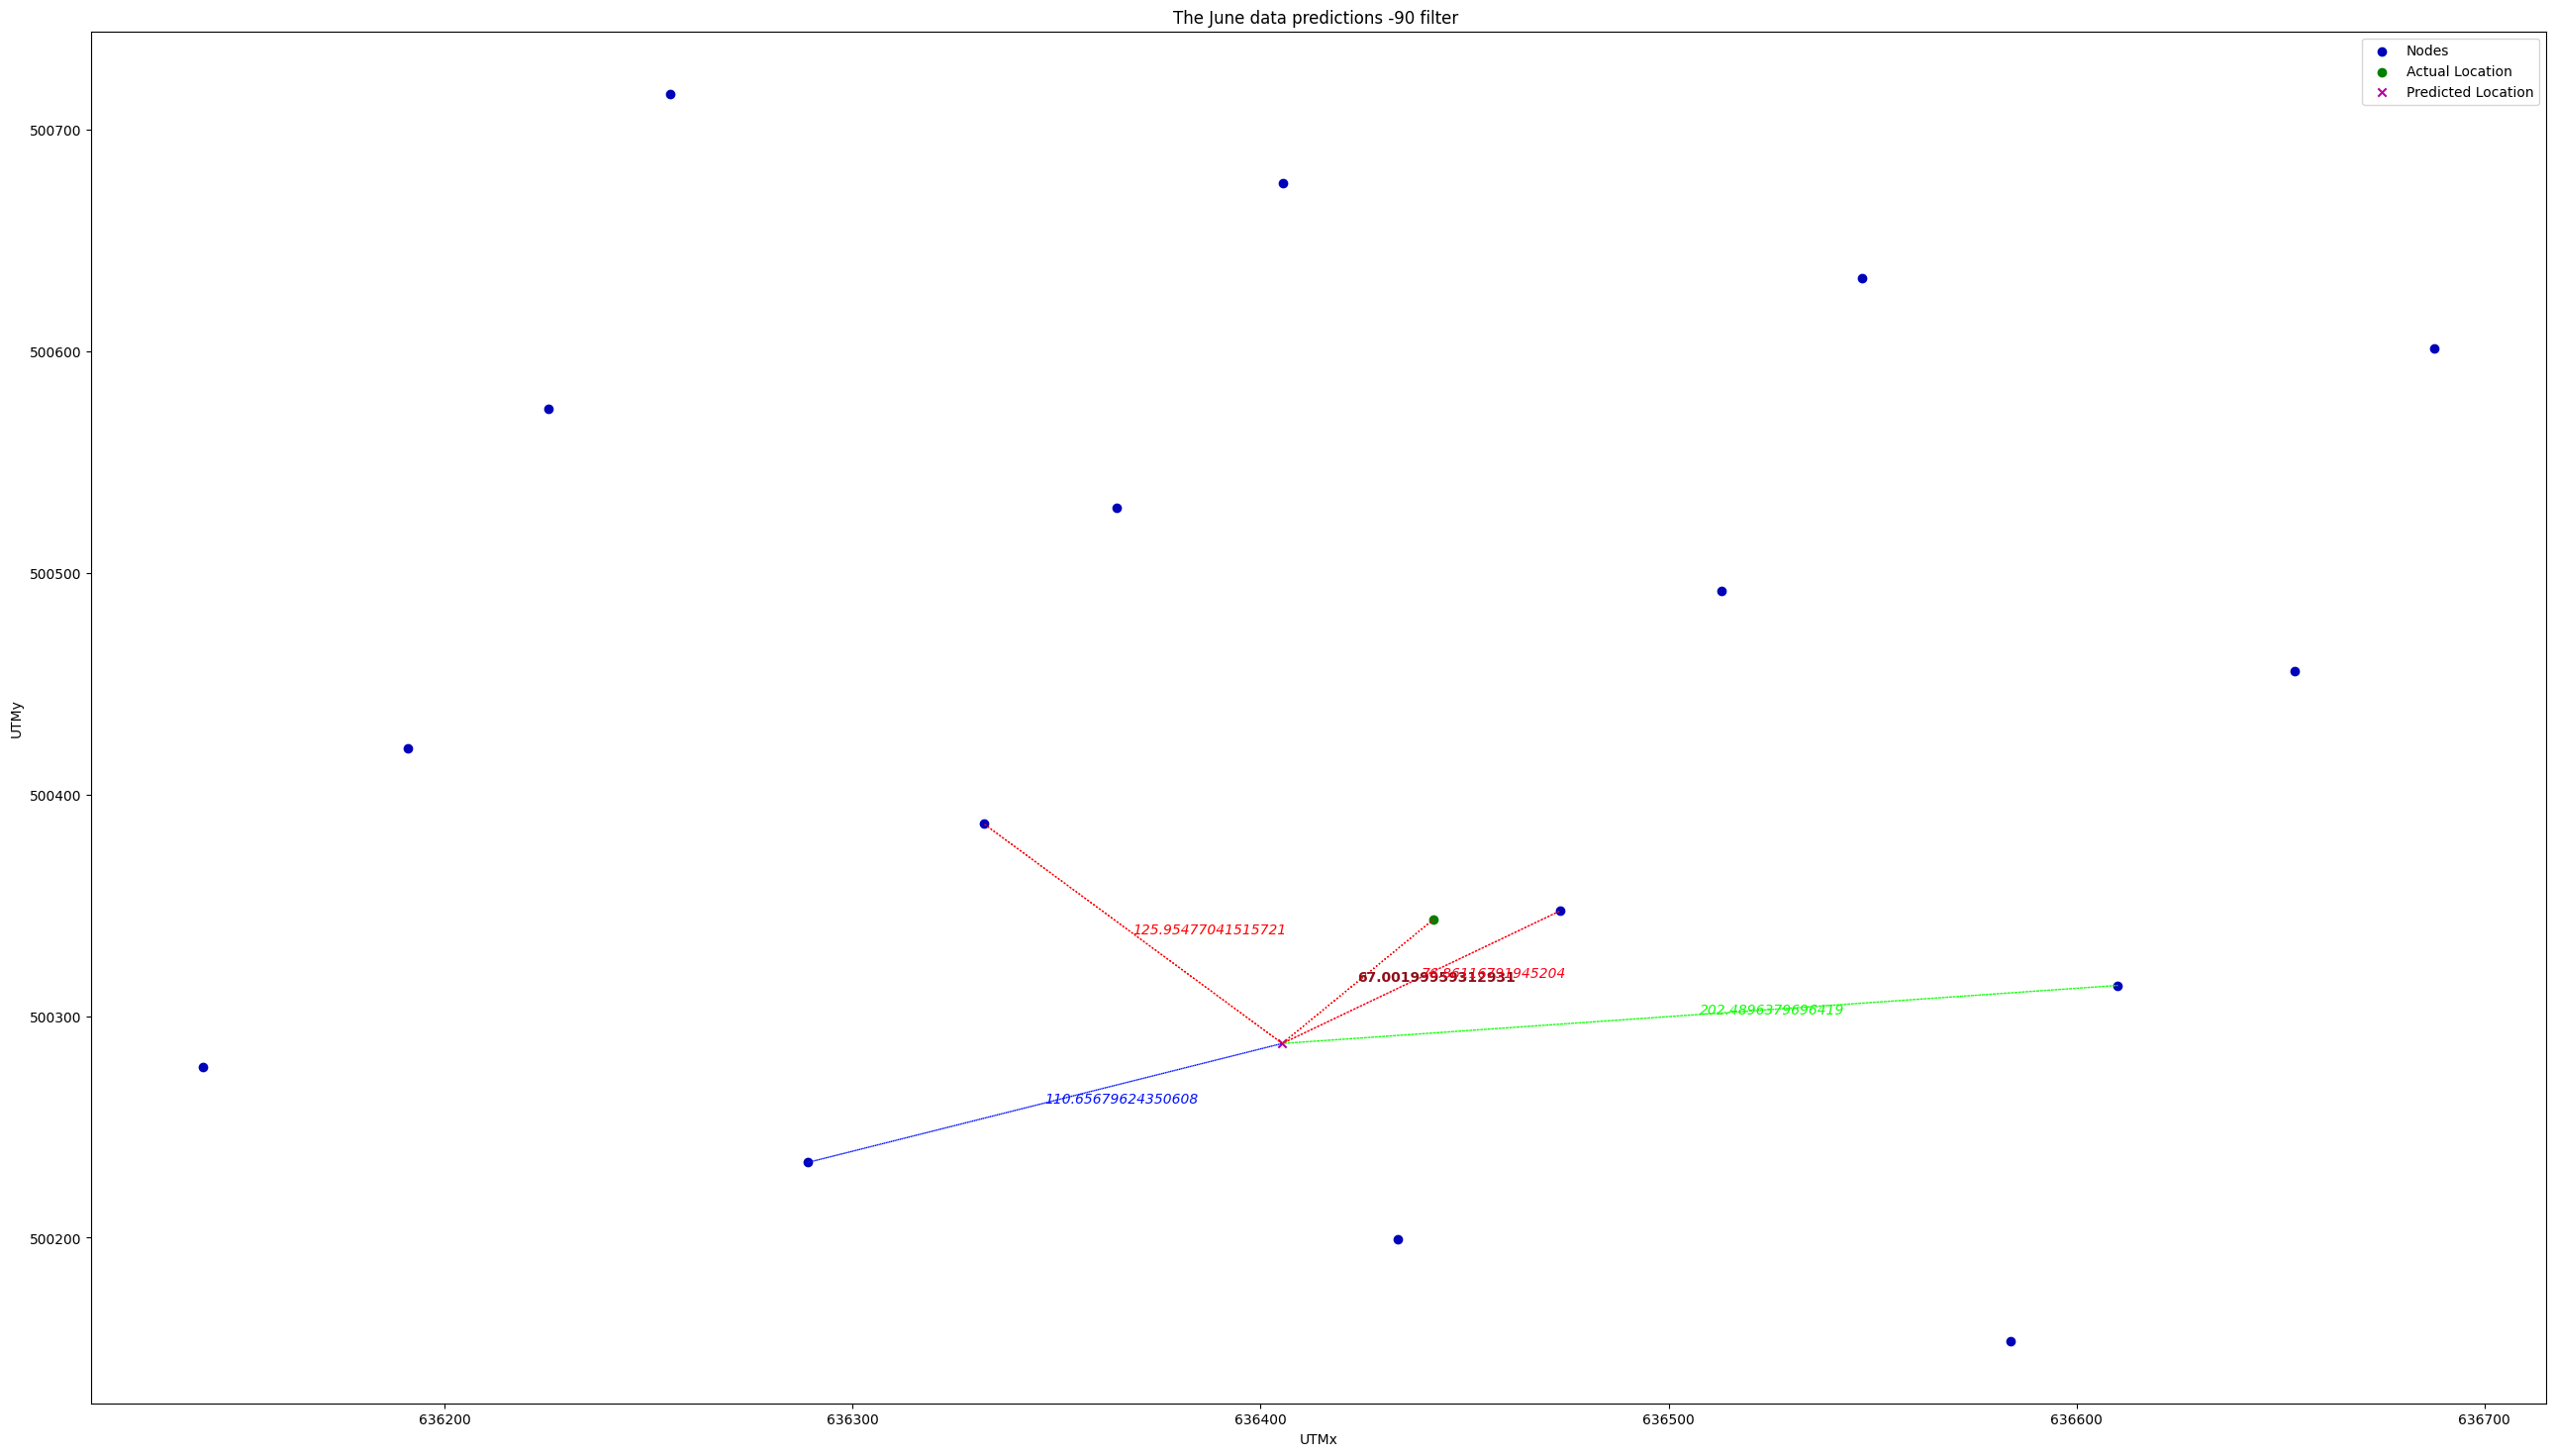 The June data predictions -90 filter
Nodes
Actual Location
Predicted Location
500700
500600
500500
500400
500300
500200
UTMy
125.95477041515721
67.00199959312931
202.4896379696419
110.65679624350608
636200
636300
636400
636500
636600
636700
UTMx